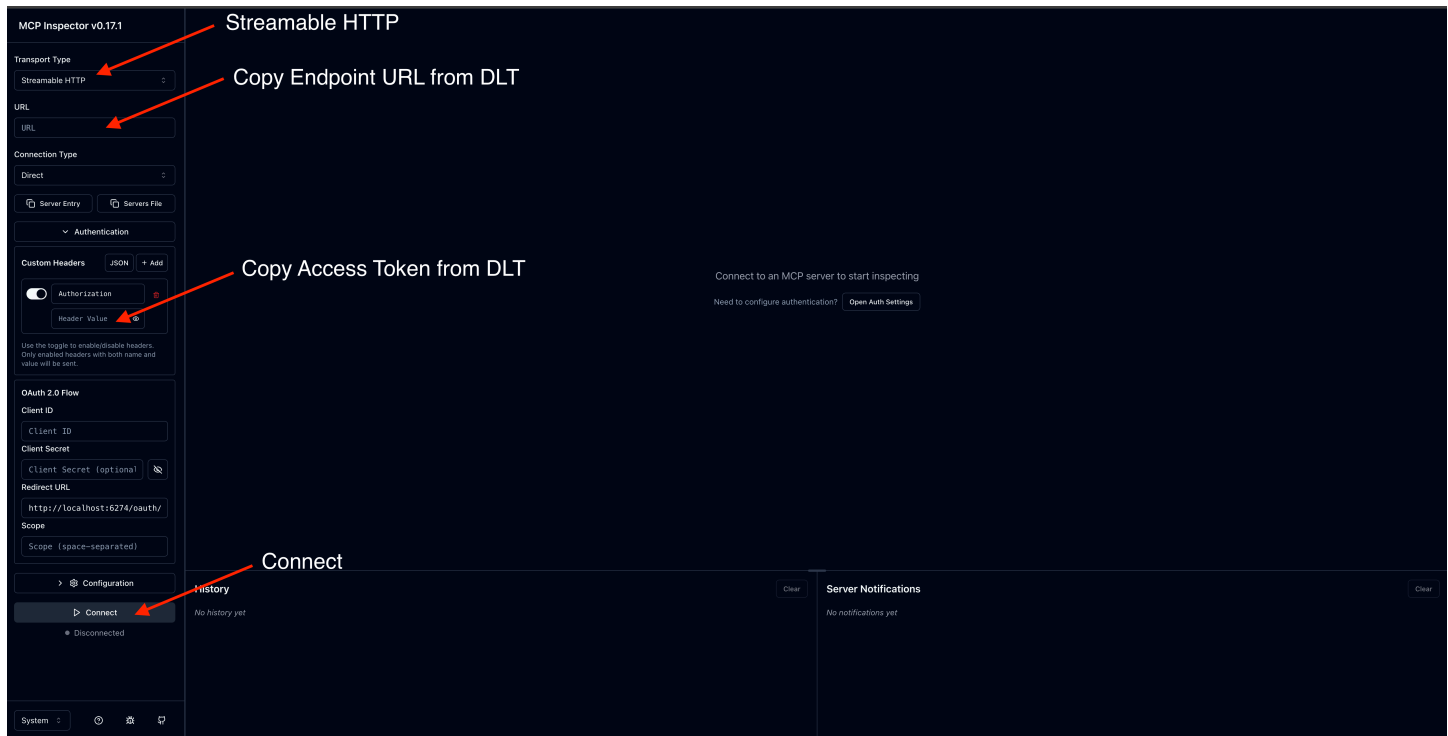 MCP Inspector v0.17.1
Streamable HTTP
Transport Type
Streamable HTTP
Copy Endpoint URL from DLT
URL
URL
Connection Type
Direct
Server Entry
Servers File
Authentication
Custom Headers
JSON
+ Add
Copy Access Token from DLT
Authorization
Header Value
Use the toggle to enable/disable headers.
Only enabled headers with both name and
value will be sent.
Connect to an MCP server to start inspecting
Need to configure authentication?
Open Auth Settings
OAuth 2.0 Flow
Client ID
Client ID
Client Secret
Client Secret (optional
Redirect URL
http://localhost:6274/oauth/
Scope
Scope (space-separated)
Connect
Configuration
Connect
Disconnected
System
History
Clear
No history yet
Server Notifications
Clear
No notifications yet